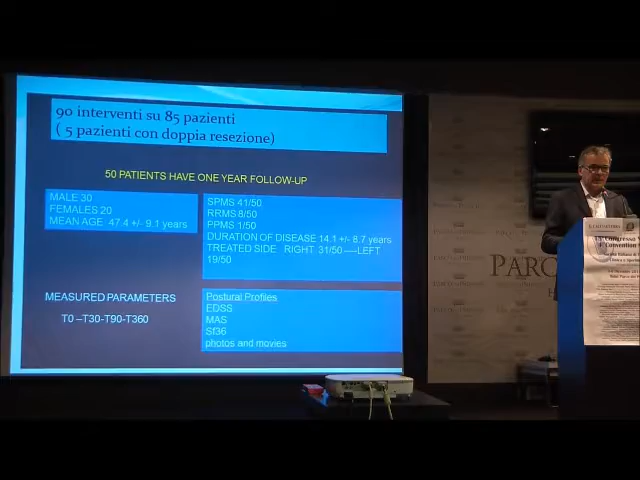 90 interventi su 85 pazienti
( 5 pazienti con doppia resezione)
50 PATIENTS HAVE ONE YEAR FOLLOW-UP
MALE 30
FEMALES 20
MEAN AGE 47.4 +/- 9.1 years
SPMS 41/50
RRMS 8/50
PPMS 1/50
DURATION OF DISEASE 14.1 +/- 8.7 years
TREATED SIDE RIGHT 31/50 ----LEFT
19/50
MEASURED PARAMETERS
T0 –T30-T90-T360
Postural Profiles
EDSS
MAS
Sf36
photos and movies
PARCO
Congresso
Convention